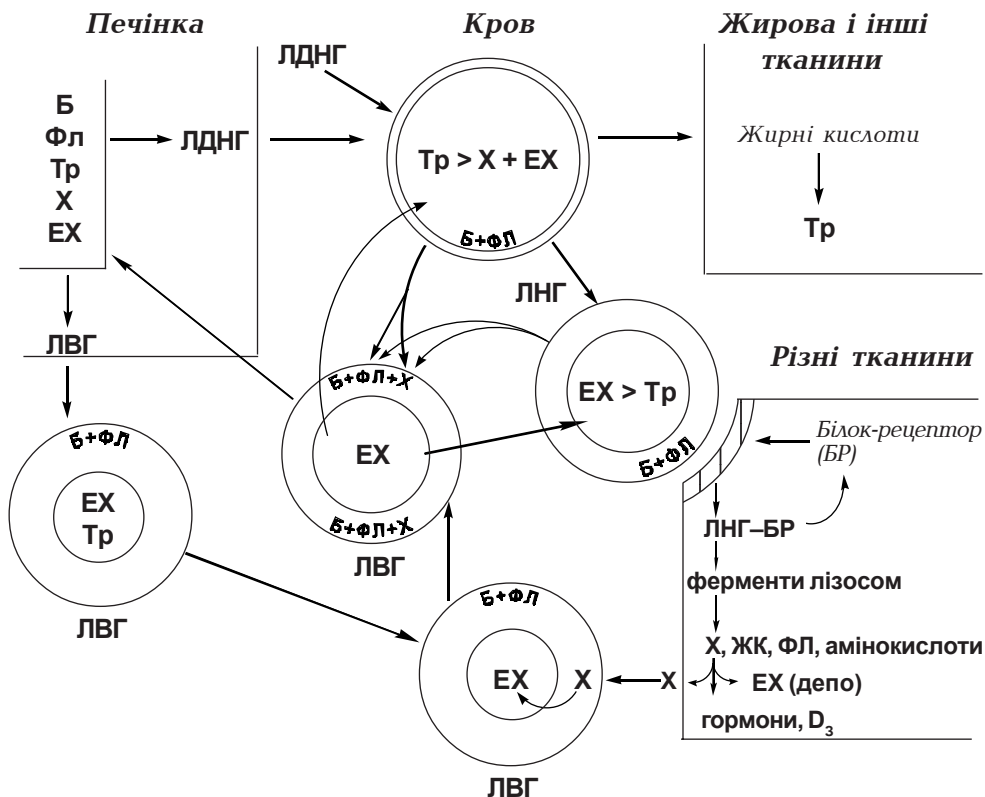 Печінка
Кров
Жирова і інші
тканини
ЛДНГ
Б
Фл
Тр
Х
ЕХ
ЛДНГ
Тр > Х + ЕХ
Б+ФЛ
Жирні кислоти
Тр
ЛВГ
ЛНГ
Різні тканини
Б+ФЛ+Х
ЕХ
Б+ФЛ+Х
ЛВГ
ЕХ > Тр
Б+ФЛ
Білок-рецептор
(БР)
Б+ФЛ
ЕХ
Тр
ЛВГ
ЛНГ–БР
ферменти лізосом
Х, ЖК, ФЛ, амінокислоти
Б+ФЛ
ЕХ
Х
Х
ЕХ (депо)
гормони, D₃
ЛВГ